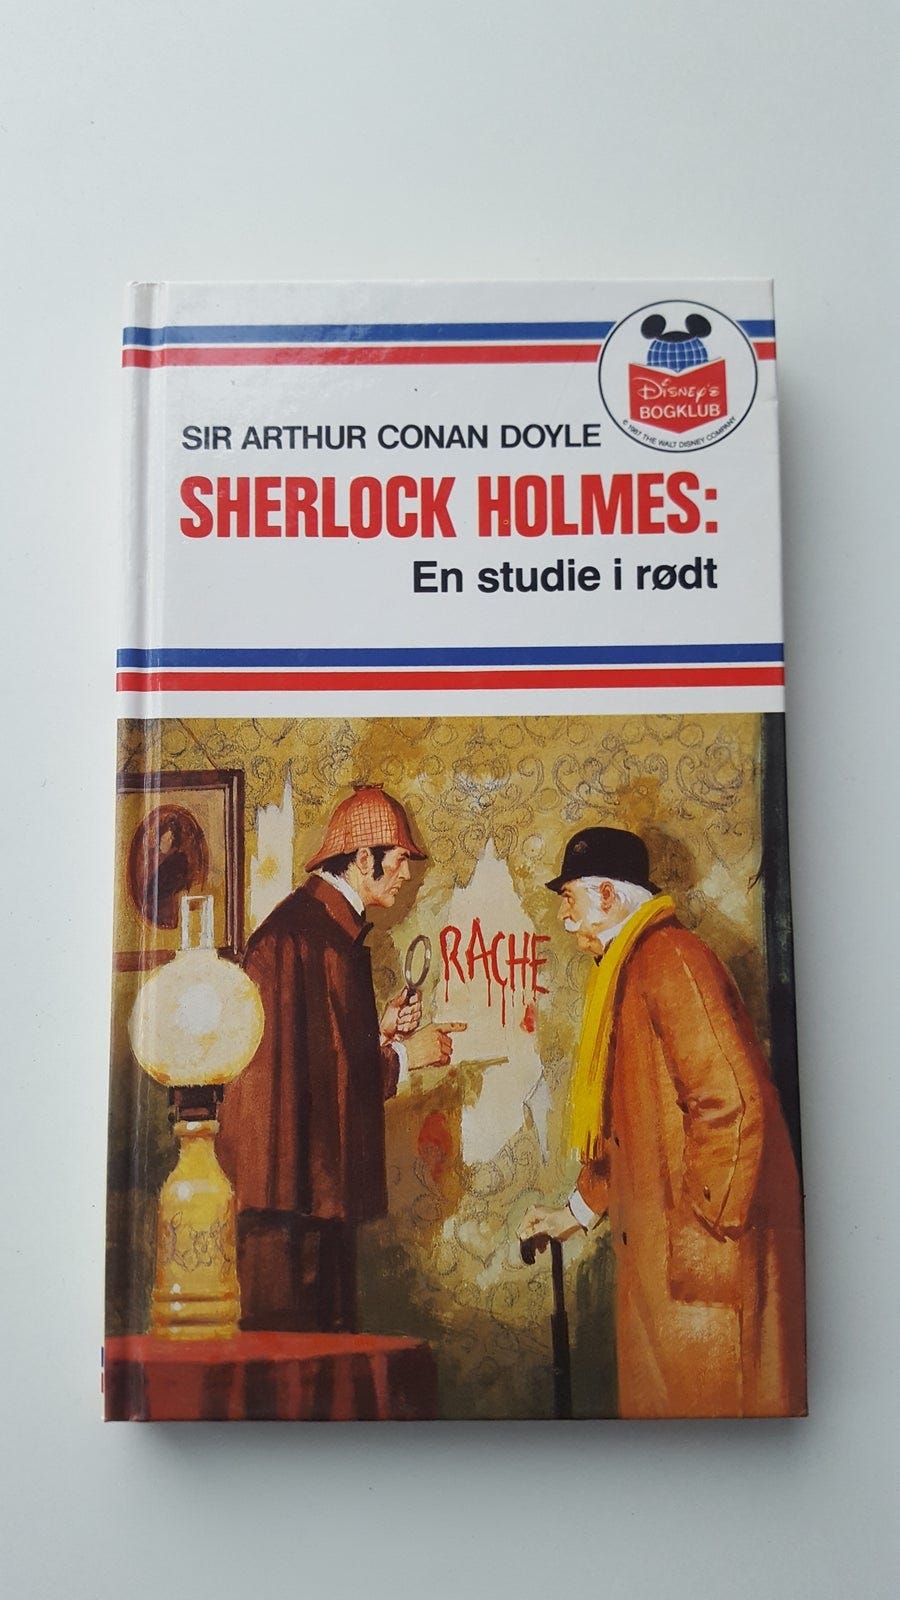 DISNEY'S
BOGKLUB
© 1987 THE WALT DISNEY COMPANY
SIR ARTHUR CONAN DOYLE
SHERLOCK HOLMES:
En studie i rødt
RACHE